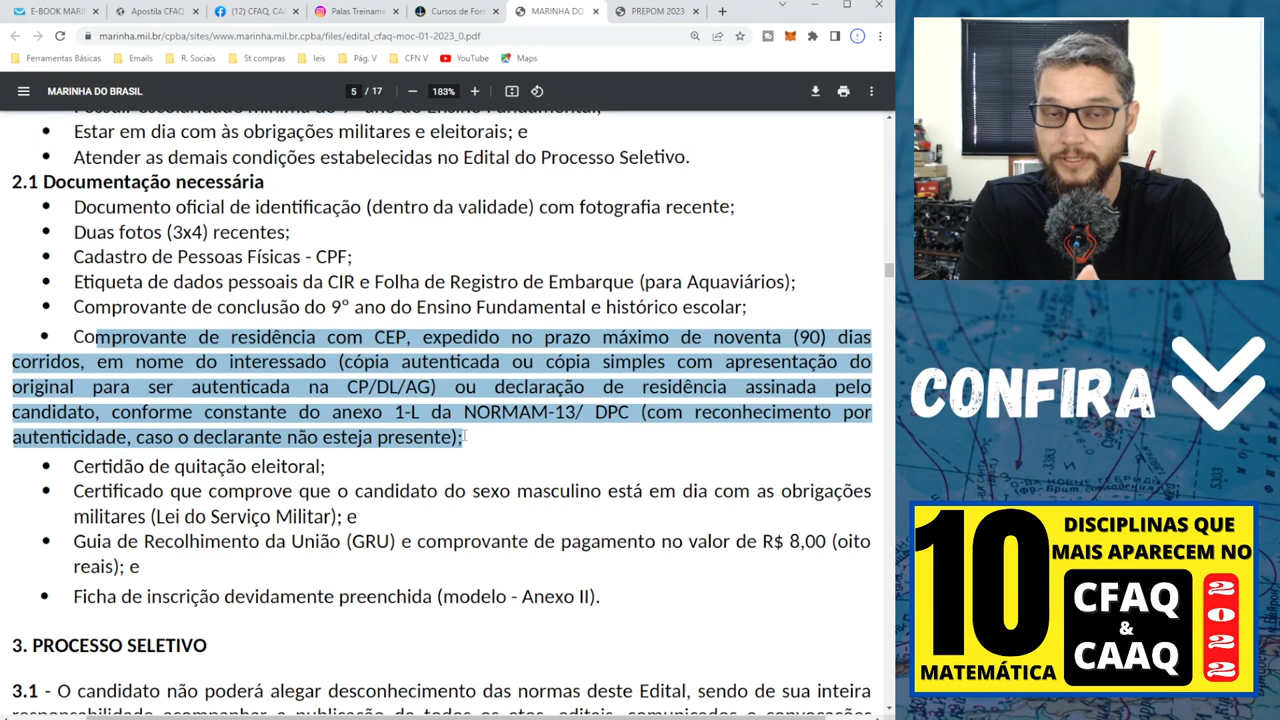 E-BOOK MARI
Apostila CFAQ
(12) CFAQ, CA
Palas Treiname
Cursos de For
MARINHA DO
PREPOM 2023
marinha.mil.br/cpba/sites/www.marinha.mil.br.cpba/files/edital_cfaq-moc-01-2023_0.pdf
Ferramentas Básicas
Emails
R. Sociais
St compras
leis
Pág. V
CFN V
YouTube
Maps
MARINHA DO BRASIL
5 / 17
183%
Estar em dia com às obrigações militares e eleitorais; e
Atender as demais condições estabelecidas no Edital do Processo Seletivo.
2.1 Documentação necessária
Documento oficial de identificação (dentro da validade) com fotografia recente;
Duas fotos (3x4) recentes;
Cadastro de Pessoas Físicas - CPF;
Etiqueta de dados pessoais da CIR e Folha de Registro de Embarque (para Aquaviários);
Comprovante de conclusão do 9º ano do Ensino Fundamental e histórico escolar;
Comprovante de residência com CEP, expedido no prazo máximo de noventa (90) dias
corridos, em nome do interessado (cópia autenticada ou cópia simples com apresentação do
original para ser autenticada na CP/DL/AG) ou declaração de residência assinada pelo
candidato, conforme constante do anexo 1-L da NORMAM-13/ DPC (com reconhecimento por
autenticidade, caso o declarante não esteja presente);
Certidão de quitação eleitoral;
Certificado que comprove que o candidato do sexo masculino está em dia com as obrigações
militares (Lei do Serviço Militar); e
Guia de Recolhimento da União (GRU) e comprovante de pagamento no valor de R$ 8,00 (oito
reais); e
Ficha de inscrição devidamente preenchida (modelo - Anexo II).
3. PROCESSO SELETIVO
3.1 - O candidato não poderá alegar desconhecimento das normas deste Edital, sendo de sua inteira
CONFIRA
3383
10
MATEMÁTICA
DISCIPLINAS QUE
MAIS APARECEM NO
CFAQ
&
CAAQ
2022